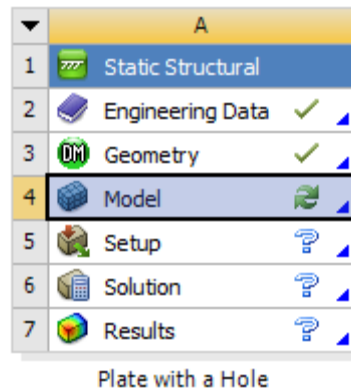 A
1 Static Structural
2 Engineering Data
3 DM Geometry
4 Model
5 Setup
6 Solution
7 Results
Plate with a Hole